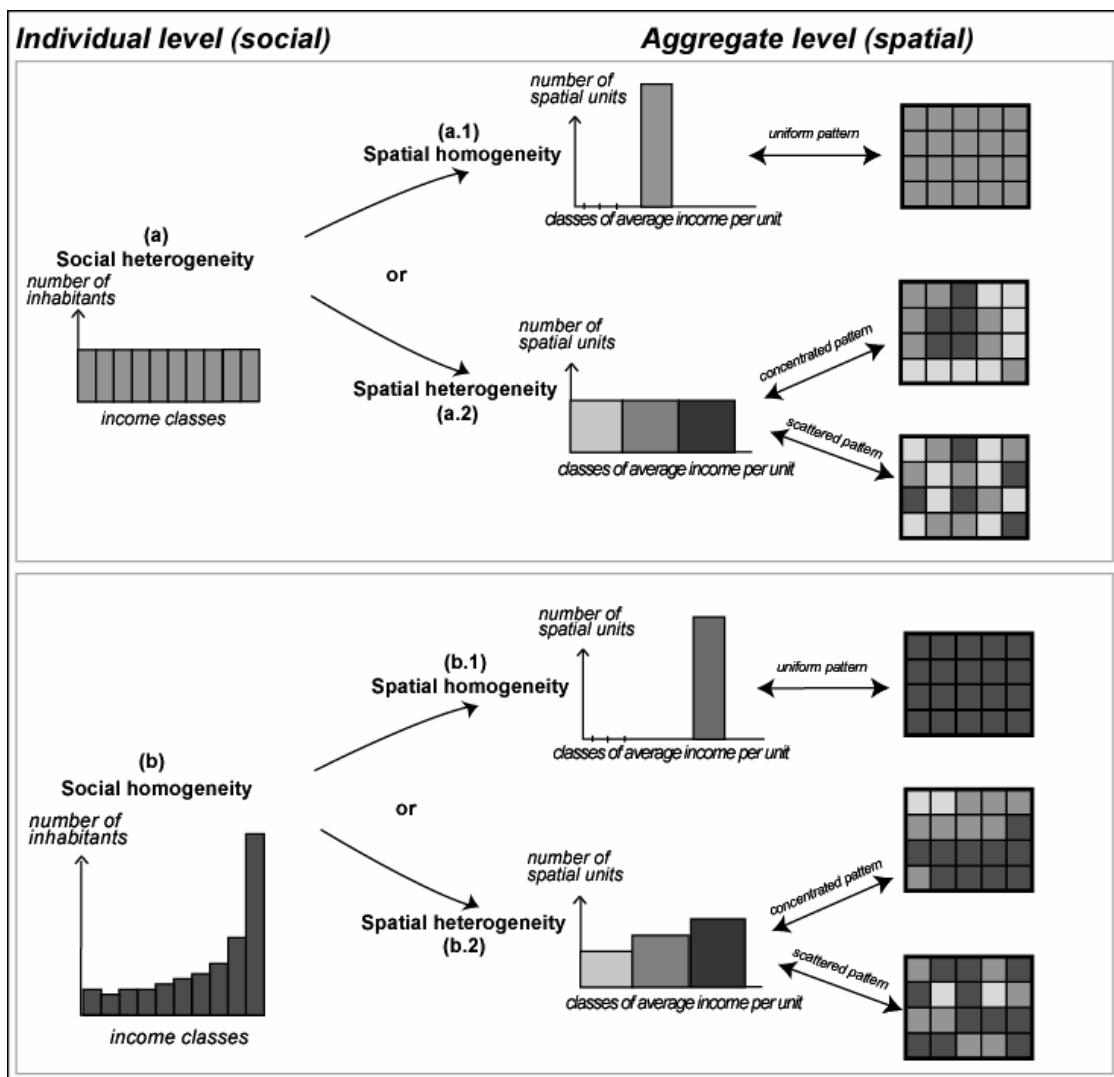 Individual level (social)
Aggregate level (spatial)
number of
spatial units
(a.1)
Spatial homogeneity
uniform pattern
classes of average income per unit
(a)
Social heterogeneity
number of
inhabitants
or
income classes
number of
spatial units
Spatial heterogeneity
(a.2)
concentrated pattern
scattered pattern
classes of average income per unit
number of
spatial units
(b.1)
Spatial homogeneity
uniform pattern
classes of average income per unit
(b)
Social homogeneity
number of
inhabitants
or
income classes
number of
spatial units
Spatial heterogeneity
(b.2)
concentrated pattern
scattered pattern
classes of average income per unit